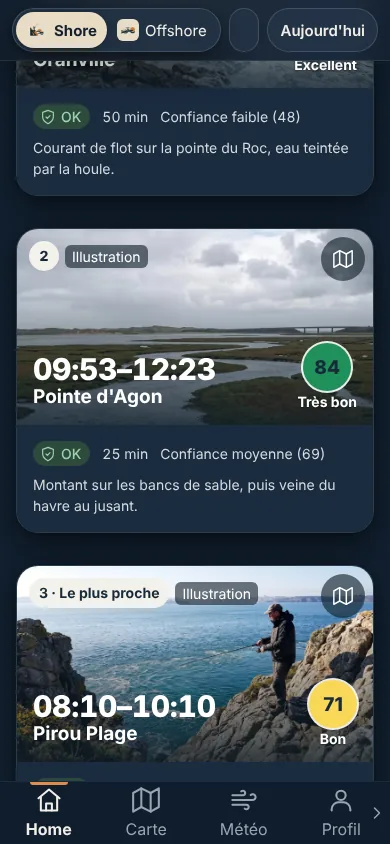 Shore
Offshore
Aujourd'hui
Granville
Excellent
OK
50 min
Confiance faible (48)
Courant de flot sur la pointe du Roc, eau teintée
par la houle.
2
Illustration
09:53–12:23
84
Pointe d'Agon
Très bon
OK
25 min
Confiance moyenne (69)
Montant sur les bancs de sable, puis veine du
havre au jusant.
3 · Le plus proche
Illustration
08:10–10:10
71
Pirou Plage
Bon
Home
Carte
Météo
Profil